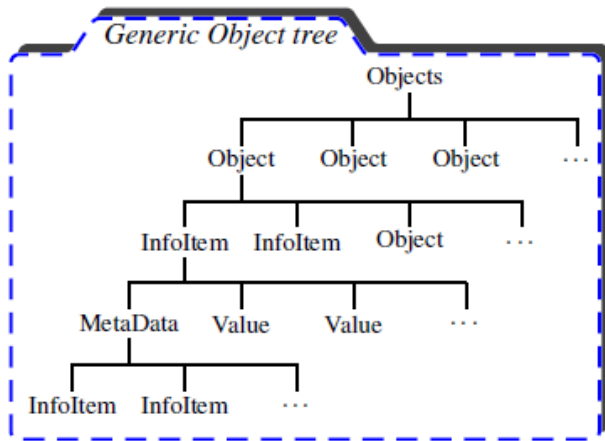 Generic Object tree
Objects
Object Object Object ...
InfoItem InfoItem Object ...
MetaData Value Value ...
InfoItem InfoItem ...